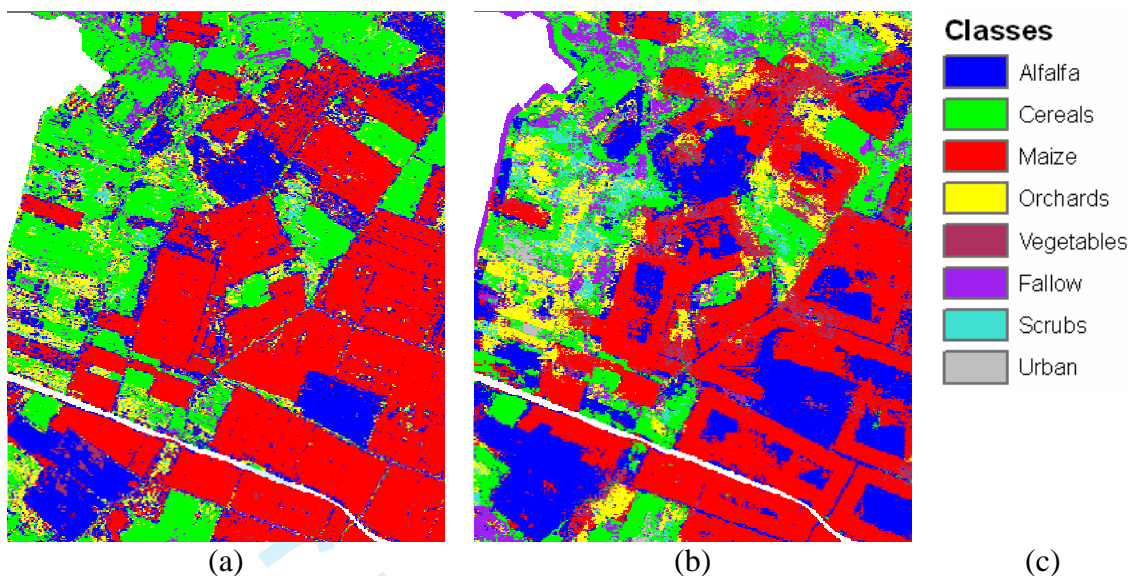 Classes
Alfalfa
Cereals
Maize
Orchards
Vegetables
Fallow
Scrubs
Urban
(a) (b) (c)